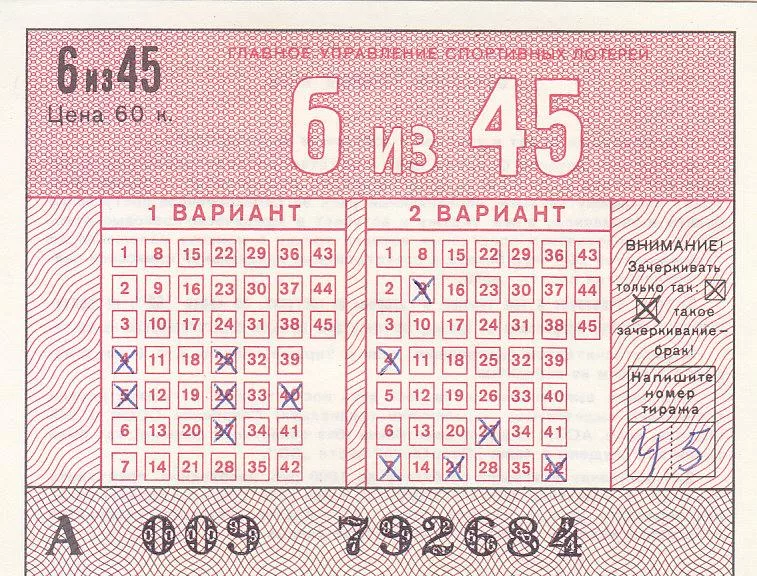 ГЛАВНОЕ УПРАВЛЕНИЕ СПОРТИВНЫХ ЛОТЕРЕЙ
6 из 45
Цена 60 к.
6 из 45
1 ВАРИАНТ
1 8 15 22 29 36 43
2 9 16 23 30 37 44
3 10 17 24 31 38 45
4 11 18 25 32 39
5 12 19 26 33 40
6 13 20 27 34 41
7 14 21 28 35 42
2 ВАРИАНТ
1 8 15 22 29 36 43
2 9 16 23 30 37 44
3 10 17 24 31 38 45
4 11 18 25 32 39
5 12 19 26 33 40
6 13 20 27 34 41
7 14 21 28 35 42
ВНИМАНИЕ!
Зачеркивать
только так:
такое
зачеркивание–
брак!
Напишите
номер
тиража
45
А 009 792684